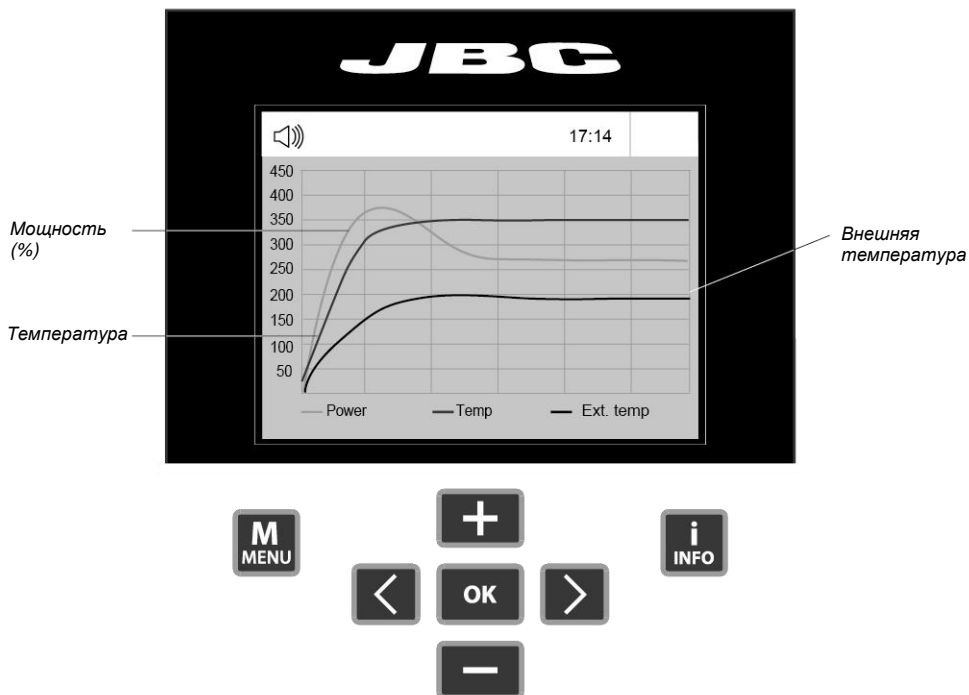 JBC
17:14
450
400
350
300
250
200
150
100
50
Мощность
(%)
Температура
Внешняя
температура
Power Temp Ext. temp
M
MENU
+
i
INFO
<
OK
>
−